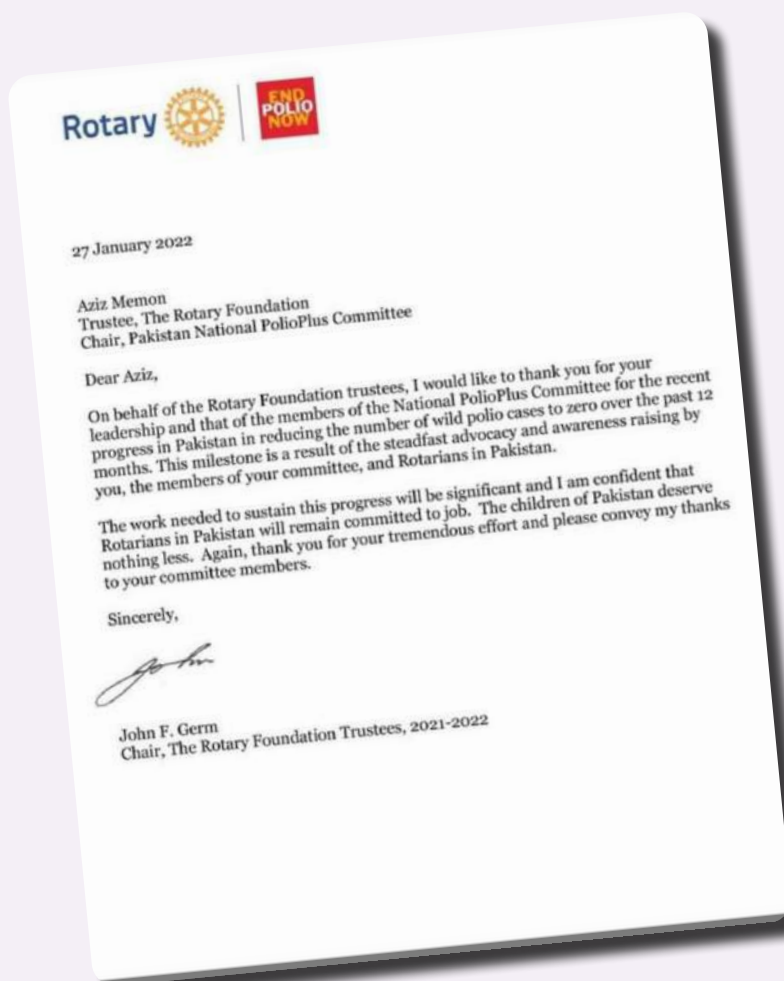 Rotary
END
POLIO
NOW
27 January 2022
Aziz Memon
Trustee, The Rotary Foundation
Chair, Pakistan National PolioPlus Committee
Dear Aziz,
On behalf of the Rotary Foundation trustees, I would like to thank you for your
leadership and that of the members of the National PolioPlus Committee for the recent
progress in Pakistan in reducing the number of wild polio cases to zero over the past 12
months. This milestone is a result of the steadfast advocacy and awareness raising by
you, the members of your committee, and Rotarians in Pakistan.
The work needed to sustain this progress will be significant and I am confident that
Rotarians in Pakistan will remain committed to job. The children of Pakistan deserve
nothing less. Again, thank you for your tremendous effort and please convey my thanks
to your committee members.
Sincerely,
John
John F. Germ
Chair, The Rotary Foundation Trustees, 2021-2022